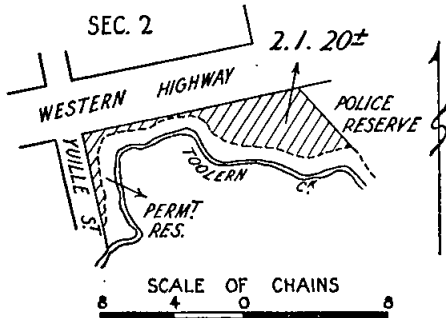 SEC. 2
2.1.20±
WESTERN HIGHWAY
POLICE
RESERVE
YUILLE ST.
TOOLERN CK.
PERMT.
RES.
SCALE OF CHAINS
8 4 0 8